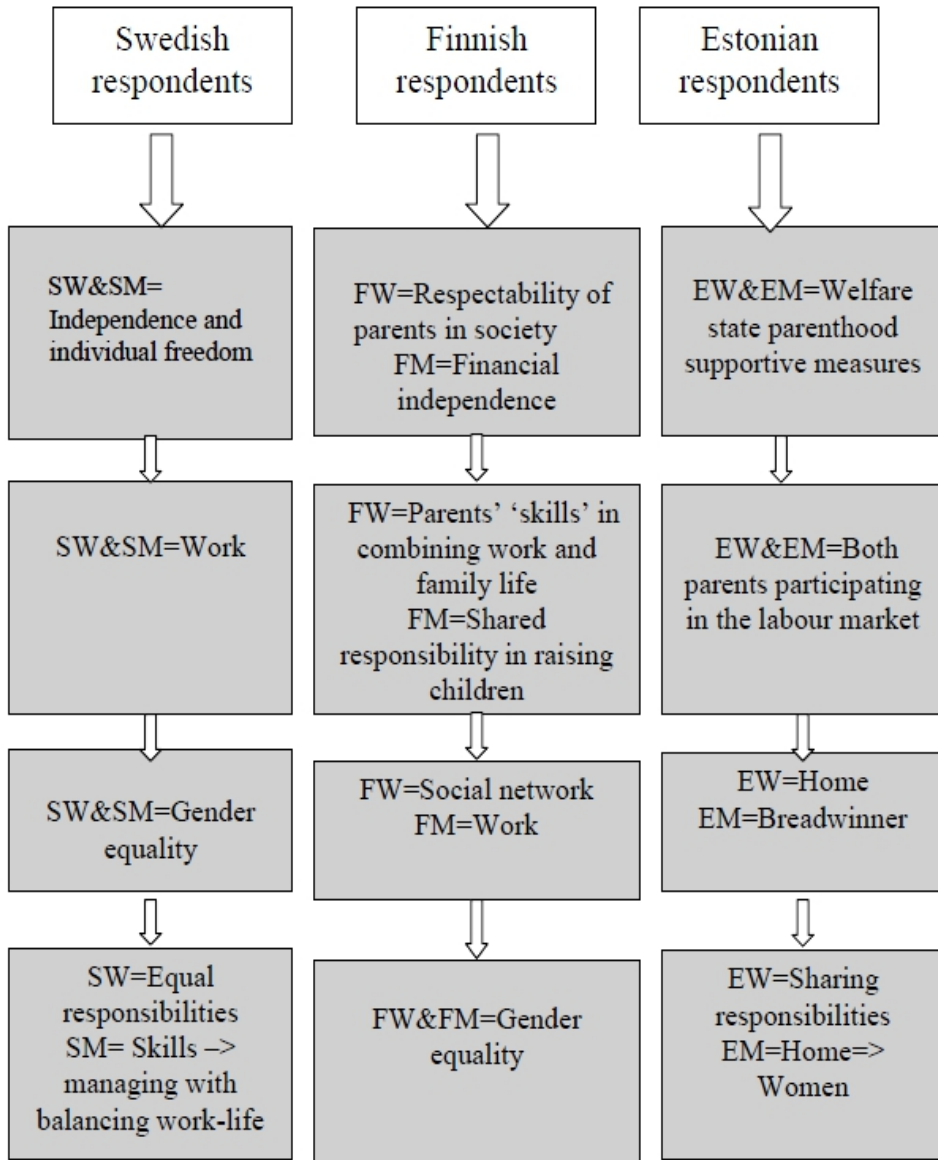 Swedish
respondents
Finnish
respondents
Estonian
respondents
SW&SM=
Independence and
individual freedom
FW=Respectability of
parents in society
FM=Financial
independence
EW&EM=Welfare
state parenthood
supportive measures
SW&SM=Work
FW=Parents’ ‘skills’ in
combining work and
family life
FM=Shared
responsibility in raising
children
EW&EM=Both
parents participating
in the labour market
SW&SM=Gender
equality
FW=Social network
FM=Work
EW=Home
EM=Breadwinner
SW=Equal
responsibilities
SM= Skills –>
managing with
balancing work-life
FW&FM=Gender
equality
EW=Sharing
responsibilities
EM=Home=>
Women